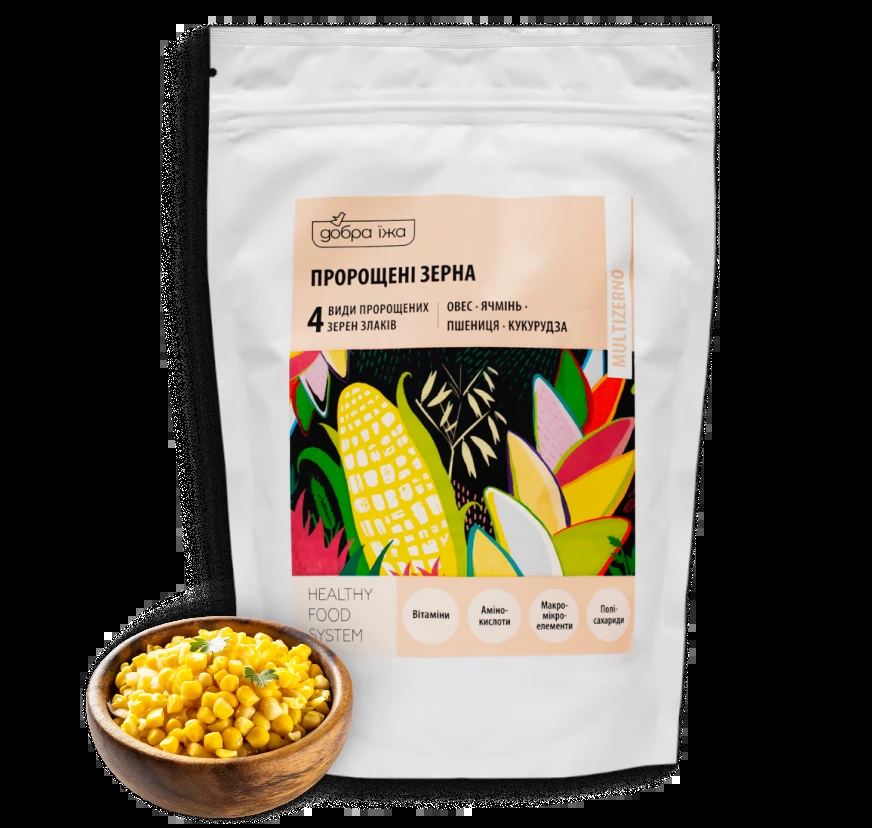 добра їжа
ПРОРОЩЕНІ ЗЕРНА
4 ВИДИ ПРОРОЩЕНИХ
ЗЕРЕН ЗЛАКІВ
ОВЕС · ЯЧМІНЬ ·
ПШЕНИЦЯ · КУКУРУДЗА
MULTIZERNO
HEALTHY
FOOD
SYSTEM
Вітаміни
Аміно-
кислоти
Макро-
мікро-
елементи
Полі-
сахариди